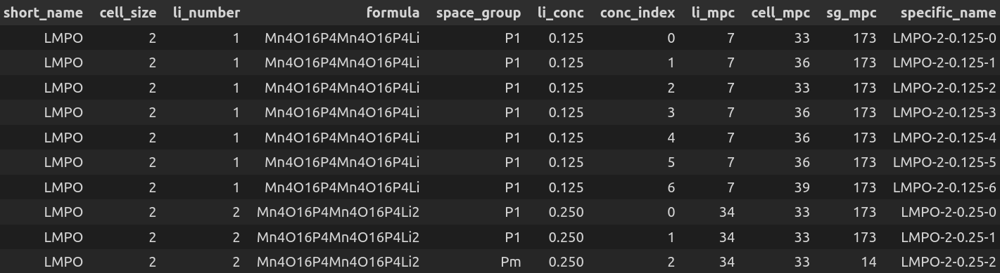 short_name cell_size li_number formula space_group li_conc conc_index li_mpc cell_mpc sg_mpc specific_name
LMPO 2 1 Mn4O16P4Mn4O16P4Li P1 0.125 0 7 33 173 LMPO-2-0.125-0
LMPO 2 1 Mn4O16P4Mn4O16P4Li P1 0.125 1 7 36 173 LMPO-2-0.125-1
LMPO 2 1 Mn4O16P4Mn4O16P4Li P1 0.125 2 7 33 173 LMPO-2-0.125-2
LMPO 2 1 Mn4O16P4Mn4O16P4Li P1 0.125 3 7 36 173 LMPO-2-0.125-3
LMPO 2 1 Mn4O16P4Mn4O16P4Li P1 0.125 4 7 36 173 LMPO-2-0.125-4
LMPO 2 1 Mn4O16P4Mn4O16P4Li P1 0.125 5 7 36 173 LMPO-2-0.125-5
LMPO 2 1 Mn4O16P4Mn4O16P4Li P1 0.125 6 7 39 173 LMPO-2-0.125-6
LMPO 2 2 Mn4O16P4Mn4O16P4Li2 P1 0.250 0 34 33 173 LMPO-2-0.25-0
LMPO 2 2 Mn4O16P4Mn4O16P4Li2 P1 0.250 1 34 33 173 LMPO-2-0.25-1
LMPO 2 2 Mn4O16P4Mn4O16P4Li2 Pm 0.250 2 34 33 14 LMPO-2-0.25-2